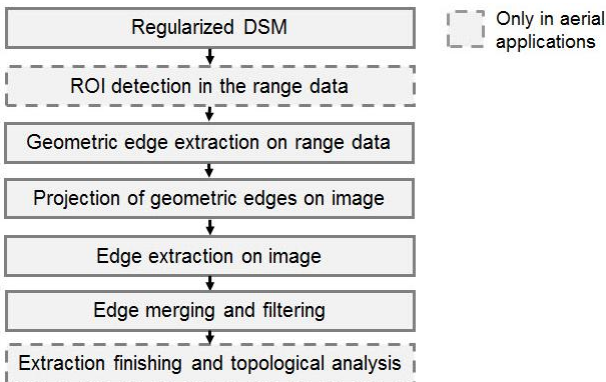 Regularized DSM
Only in aerial
applications
ROI detection in the range data
Geometric edge extraction on range data
Projection of geometric edges on image
Edge extraction on image
Edge merging and filtering
Extraction finishing and topological analysis